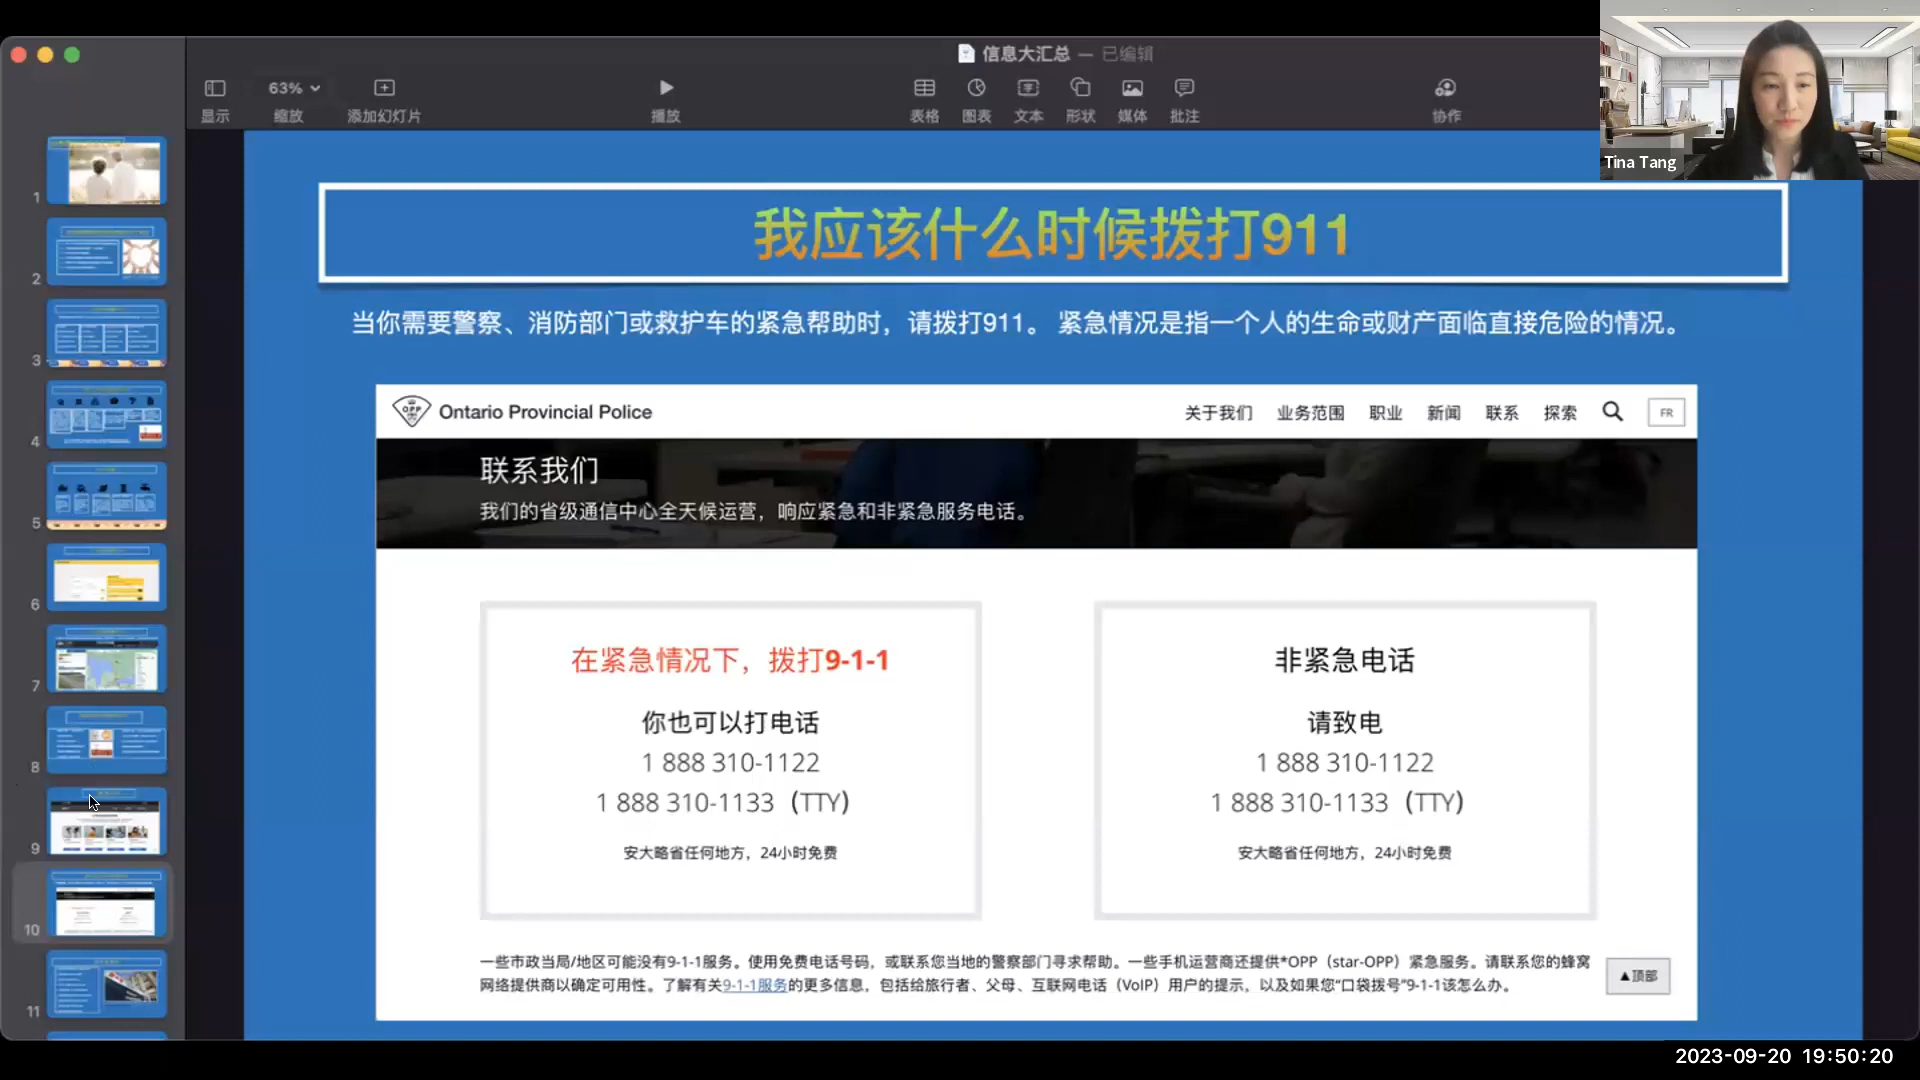 信息大汇总 — 已编辑
63%
显示
缩放
添加幻灯片
播放
表格
图表
文本
形状
媒体
批注
协作
Tina Tang
1
2
3
4
5
6
7
8
9
10
11
我应该什么时候拨打911
当你需要警察、消防部门或救护车的紧急帮助时，请拨打911。 紧急情况是指一个人的生命或财产面临直接危险的情况。
OPP
Ontario Provincial Police
关于我们 业务范围 职业 新闻 联系 探索 FR
联系我们
我们的省级通信中心全天候运营，响应紧急和非紧急服务电话。
在紧急情况下，拨打9-1-1
你也可以打电话
1 888 310-1122
1 888 310-1133（TTY）
安大略省任何地方，24小时免费
非紧急电话
请致电
1 888 310-1122
1 888 310-1133（TTY）
安大略省任何地方，24小时免费
一些市政当局/地区可能没有9-1-1服务。使用免费电话号码，或联系您当地的警察部门寻求帮助。一些手机运营商还提供*OPP（star-OPP）紧急服务。请联系您的蜂窝
网络提供商以确定可用性。了解有关9-1-1服务的更多信息，包括给旅行者、父母、互联网电话（VoIP）用户的提示，以及如果您“口袋拨号”9-1-1该怎么办。
▲顶部
2023-09-20 19:50:20